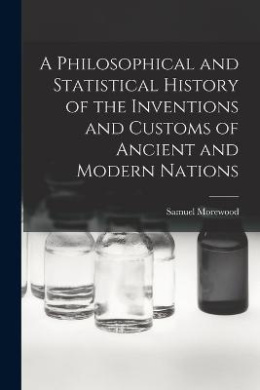 A Philosophical and
Statistical History
of the Inventions
and Customs of
Ancient and
Modern Nations
Samuel Morewood